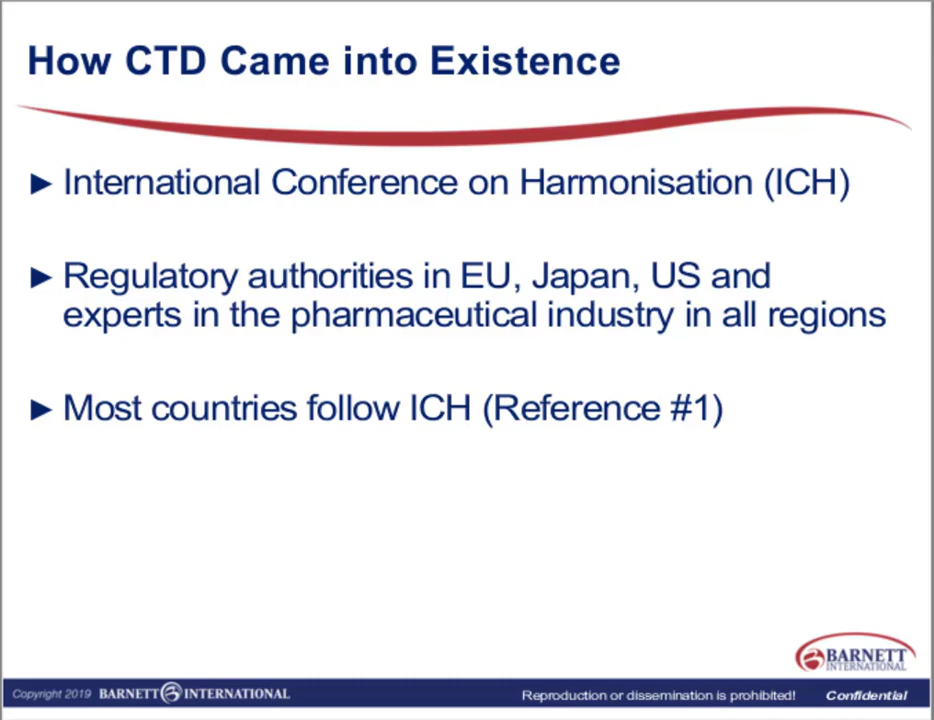 How CTD Came into Existence
► International Conference on Harmonisation (ICH)
► Regulatory authorities in EU, Japan, US and
experts in the pharmaceutical industry in all regions
► Most countries follow ICH (Reference #1)
BARNETT
INTERNATIONAL
Copyright 2019 BARNETT INTERNATIONAL Reproduction or dissemination is prohibited! Confidential